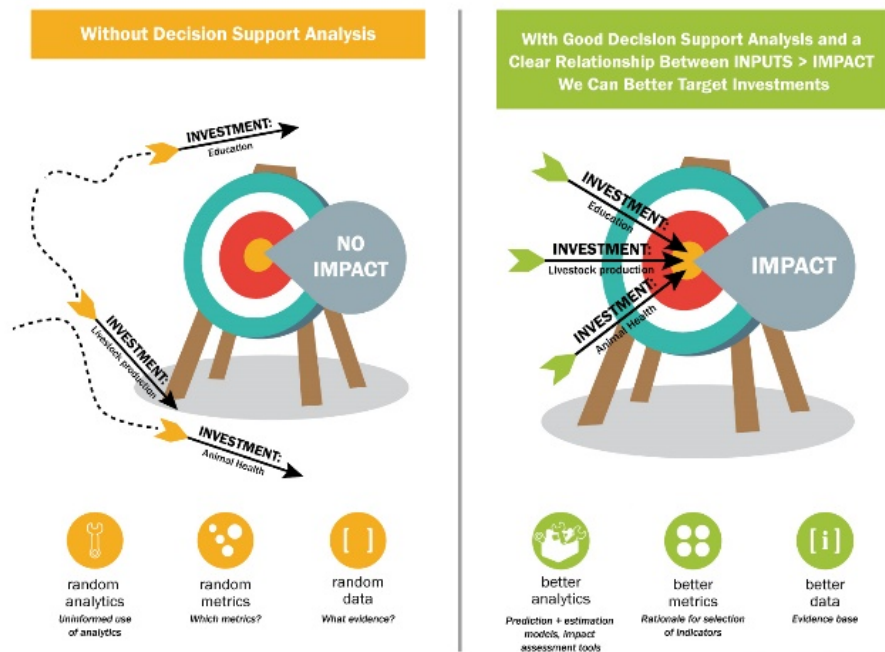 Without Decision Support Analysis
INVESTMENT:
Education
NO
IMPACT
INVESTMENT:
Livestock production
INVESTMENT:
Animal Health
random
analytics
Uninformed use
of analytics
random
metrics
Which metrics?
random
data
[ ]
What evidence?
With Good Decision Support Analysis and a
Clear Relationship Between INPUTS > IMPACT
We Can Better Target Investments
INVESTMENT:
Education
INVESTMENT:
Livestock production
INVESTMENT:
Animal Health
IMPACT
better
analytics
Prediction + estimation
models, impact
assessment tools
better
metrics
Rationale for selection
of indicators
[i]
better
data
Evidence base